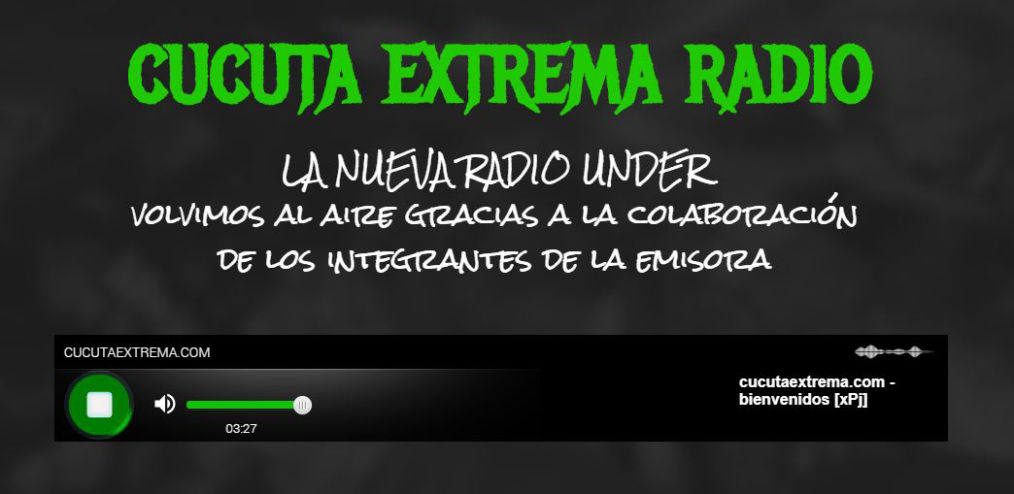 CUCUTA EXTREMA RADIO
LA NUEVA RADIO UNDER
VOLVIMOS AL AIRE GRACIAS A LA COLABORACIÓN
DE LOS INTEGRANTES DE LA EMISORA
CUCUTAEXTREMA.COM
cucutaextrema.com -
bienvenidos [xPj]
03:27